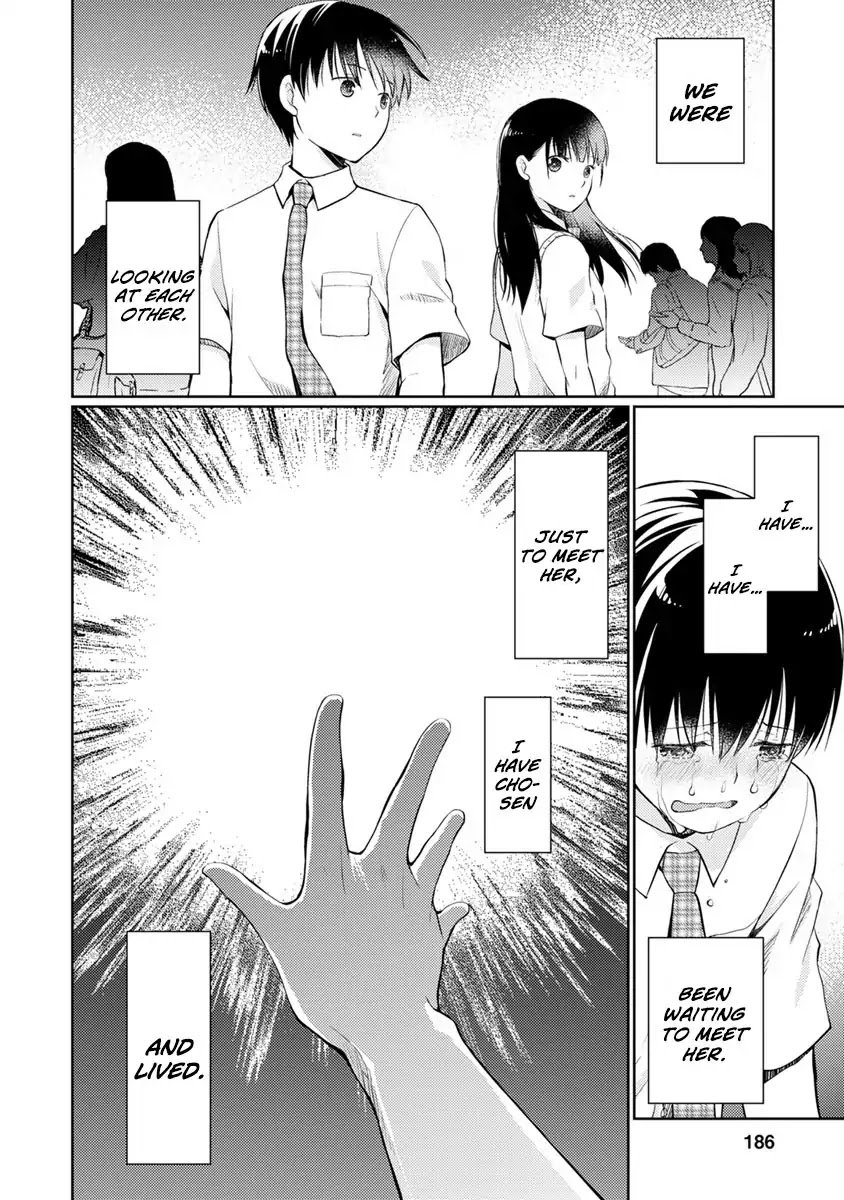 WE
WERE
LOOKING
AT EACH
OTHER.
I
HAVE...
I
HAVE...
BEEN
WAITING
TO MEET
HER.
JUST
TO MEET
HER,
I
HAVE
CHO-
SEN
AND
LIVED.
186